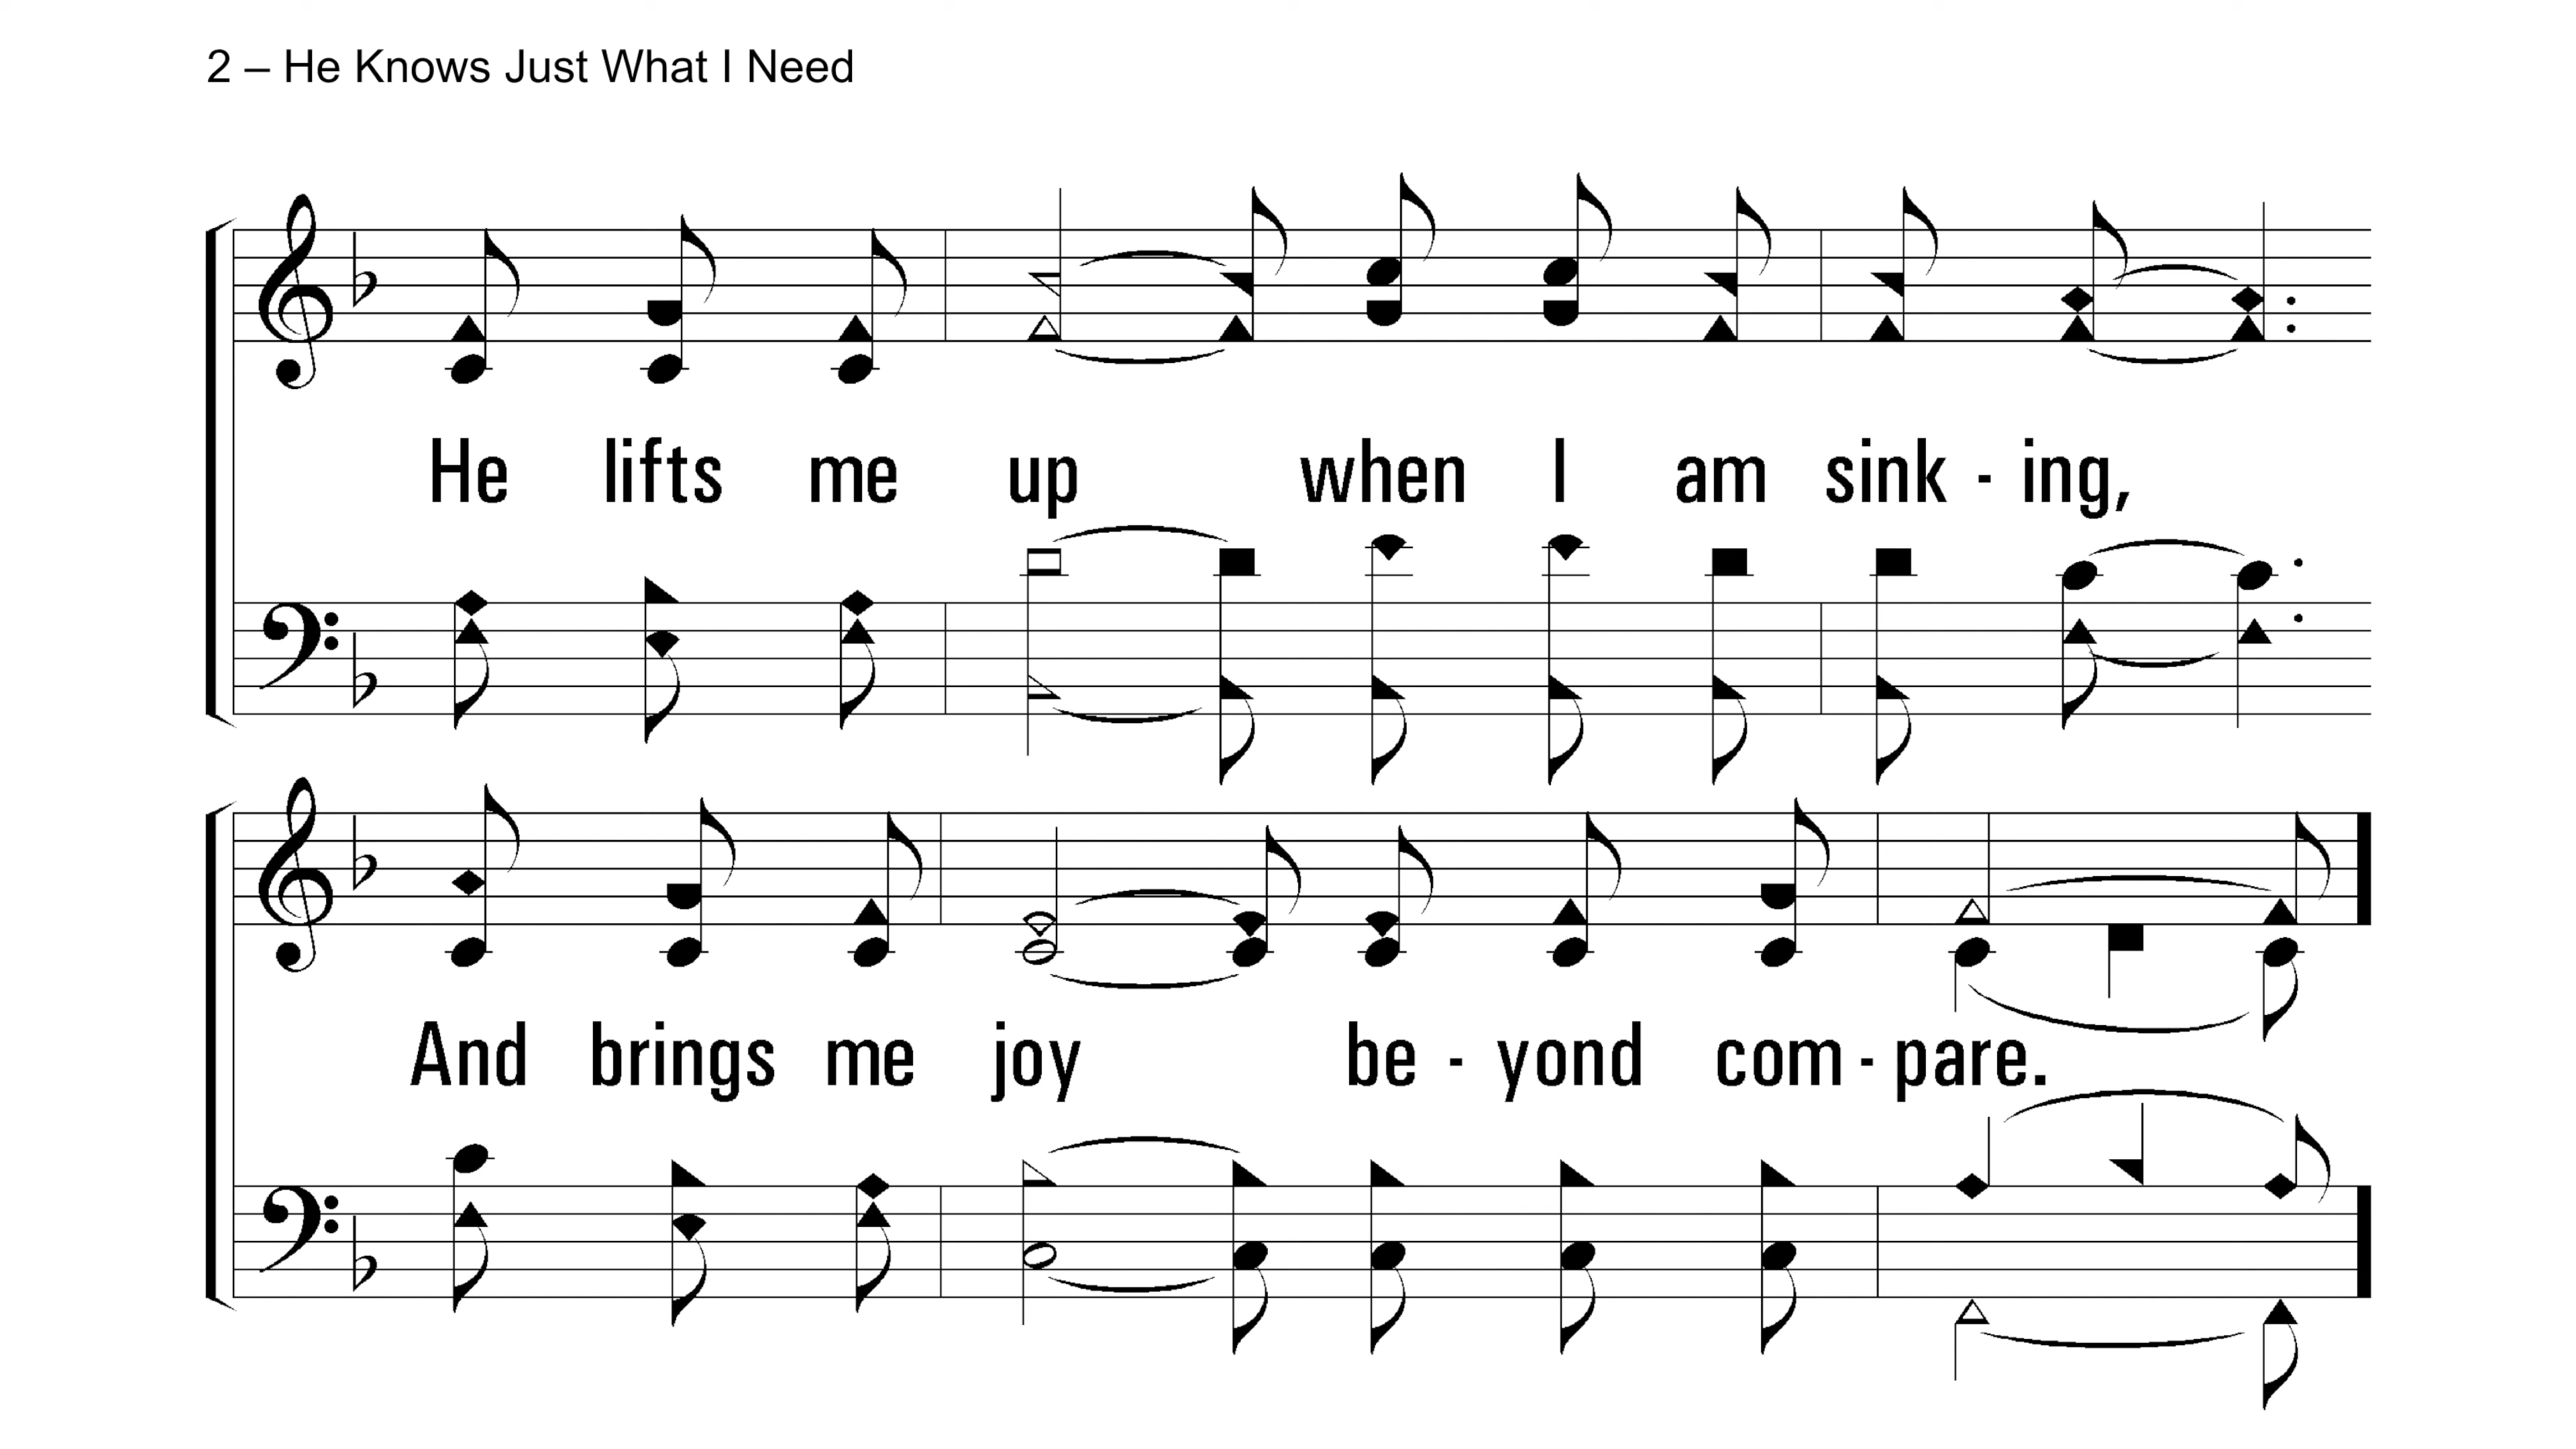 2 – He Knows Just What I Need
He lifts me up when I am sink - ing,
And brings me joy be - yond com - pare.